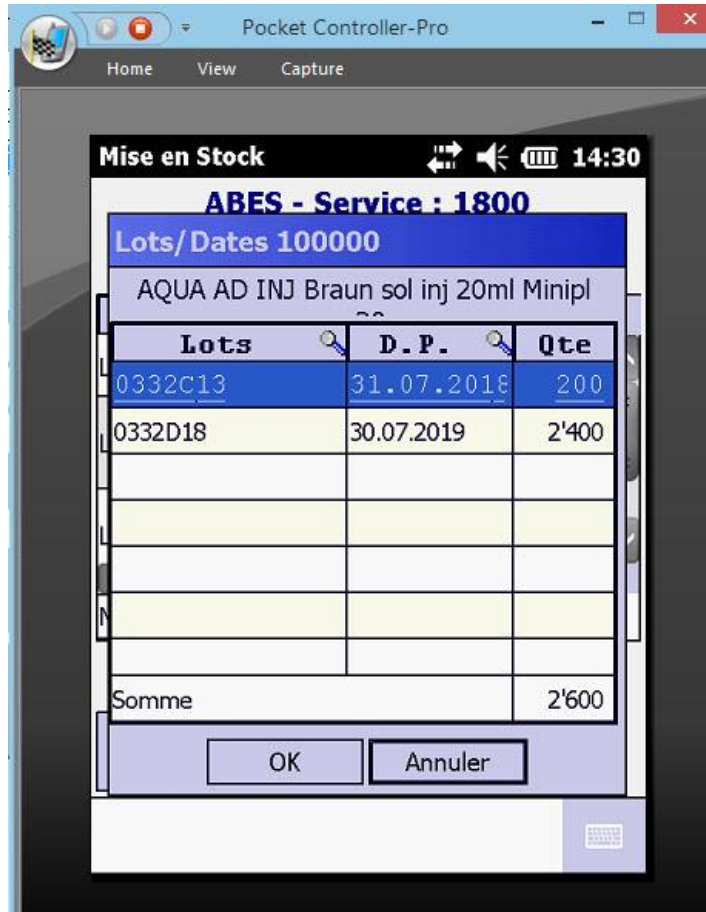 Pocket Controller-Pro
Home View Capture
Mise en Stock 14:30
ABES - Service : 1800
Lots/Dates 100000
AQUA AD INJ Braun sol inj 20ml Minipl
Lots D.P. Qte
0332C13 31.07.2018 200
0332D18 30.07.2019 2'400
Somme 2'600
OK Annuler